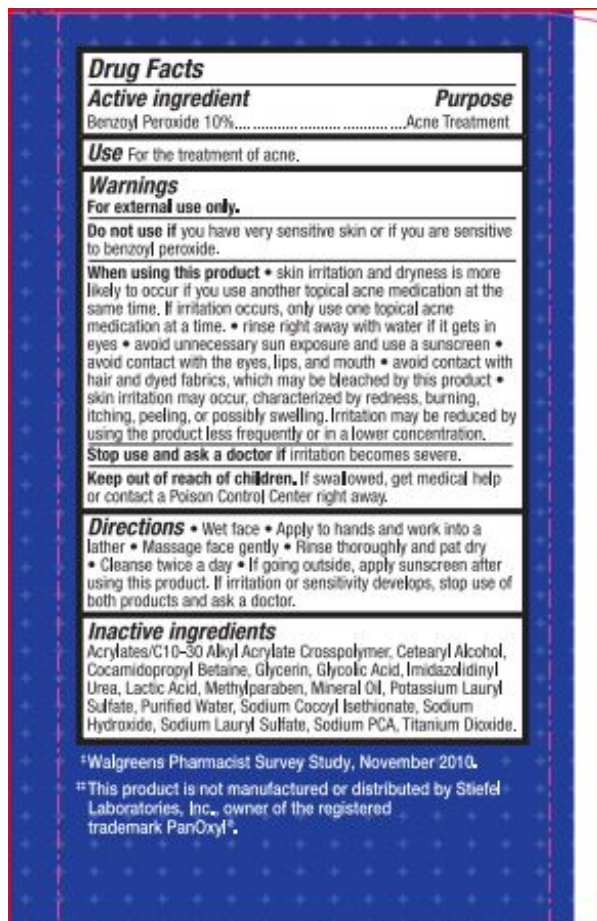 Drug Facts
Active ingredient Purpose
Benzoyl Peroxide 10%.... ................................. ....Acne Treatment
Use For the treatment of acne.
Warnings
For external use only.
Do not use if you have very sensitive skin or if you are sensitive
to benzoyl peroxide.
When using this product • skin irritation and dryness is more
likely to occur if you use another topical acne medication at the
same time. If irritation occurs, only use one topical acne
medication at a time. • rinse right away with water if it gets in
eyes • avoid unnecessary sun exposure and use a sunscreen •
avoid contact with the eyes, lips, and mouth • avoid contact with
hair and dyed fabrics, which may be bleached by this product •
skin irritation may occur, characterized by redness, burning,
itching, peeling, or possibly swelling. Irritation may be reduced by
using the product less frequently or in a lower concentration.
Stop use and ask a doctor if irritation becomes severe.
Keep out of reach of children. If swallowed, get medical help
or contact a Poison Control Center right away.
Directions • Wet face • Apply to hands and work into a
lather • Massage face gently • Rinse thoroughly and pat dry
• Cleanse twice a day • If going outside, apply sunscreen after
using this product. If irritation or sensitivity develops, stop use of
both products and ask a doctor.
Inactive ingredients
Acrylates/C10-30 Alkyl Acrylate Crosspolymer, Cetearyl Alcohol,
Cocamidopropyl Betaine, Glycerin, Glycolic Acid, Imidazolidinyl
Urea, Lactic Acid, Methylparaben, Mineral Oil, Potassium Lauryl
Sulfate, Purified Water, Sodium Cocoyl Isethionate, Sodium
Hydroxide, Sodium Lauryl Sulfate, Sodium PCA, Titanium Dioxide.
‡Walgreens Pharmacist Survey Study, November 2010.
‡‡This product is not manufactured or distributed by Stiefel
Laboratories, Inc., owner of the registered
trademark PanOxyl®.